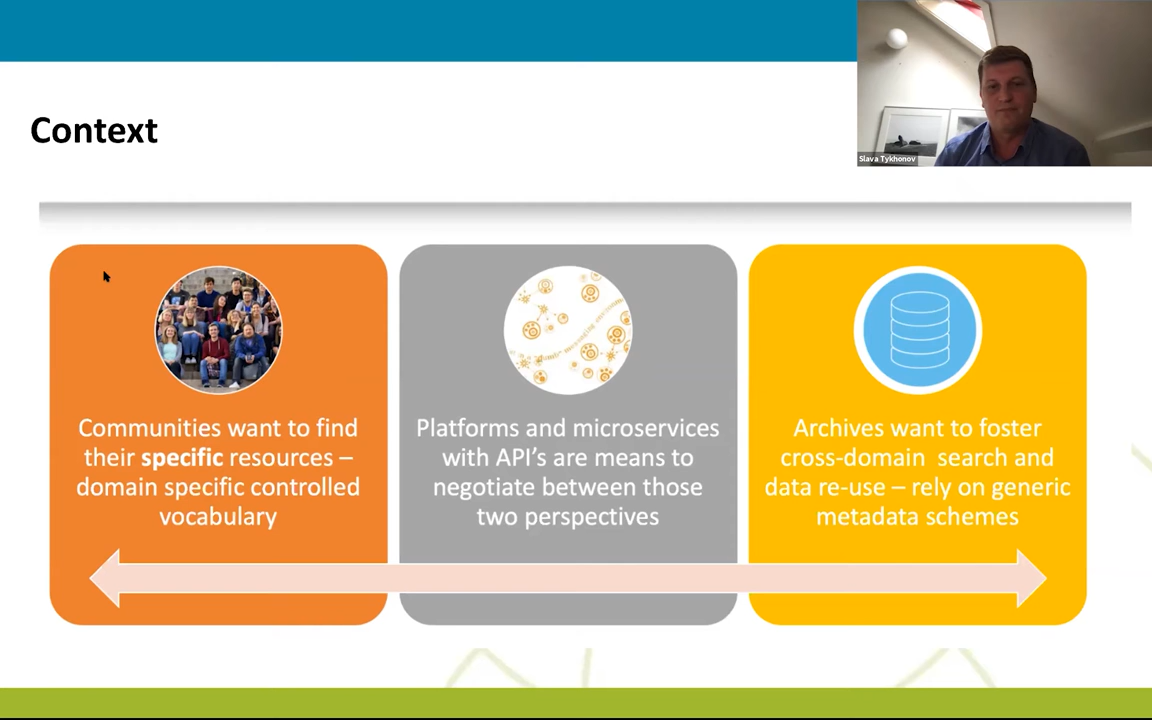 Context
Slava Tykhonov
Communities want to find
their specific resources –
domain specific controlled
vocabulary
Platforms and microservices
with API's are means to
negotiate between those
two perspectives
Archives want to foster
cross-domain search and
data re-use – rely on generic
metadata schemes